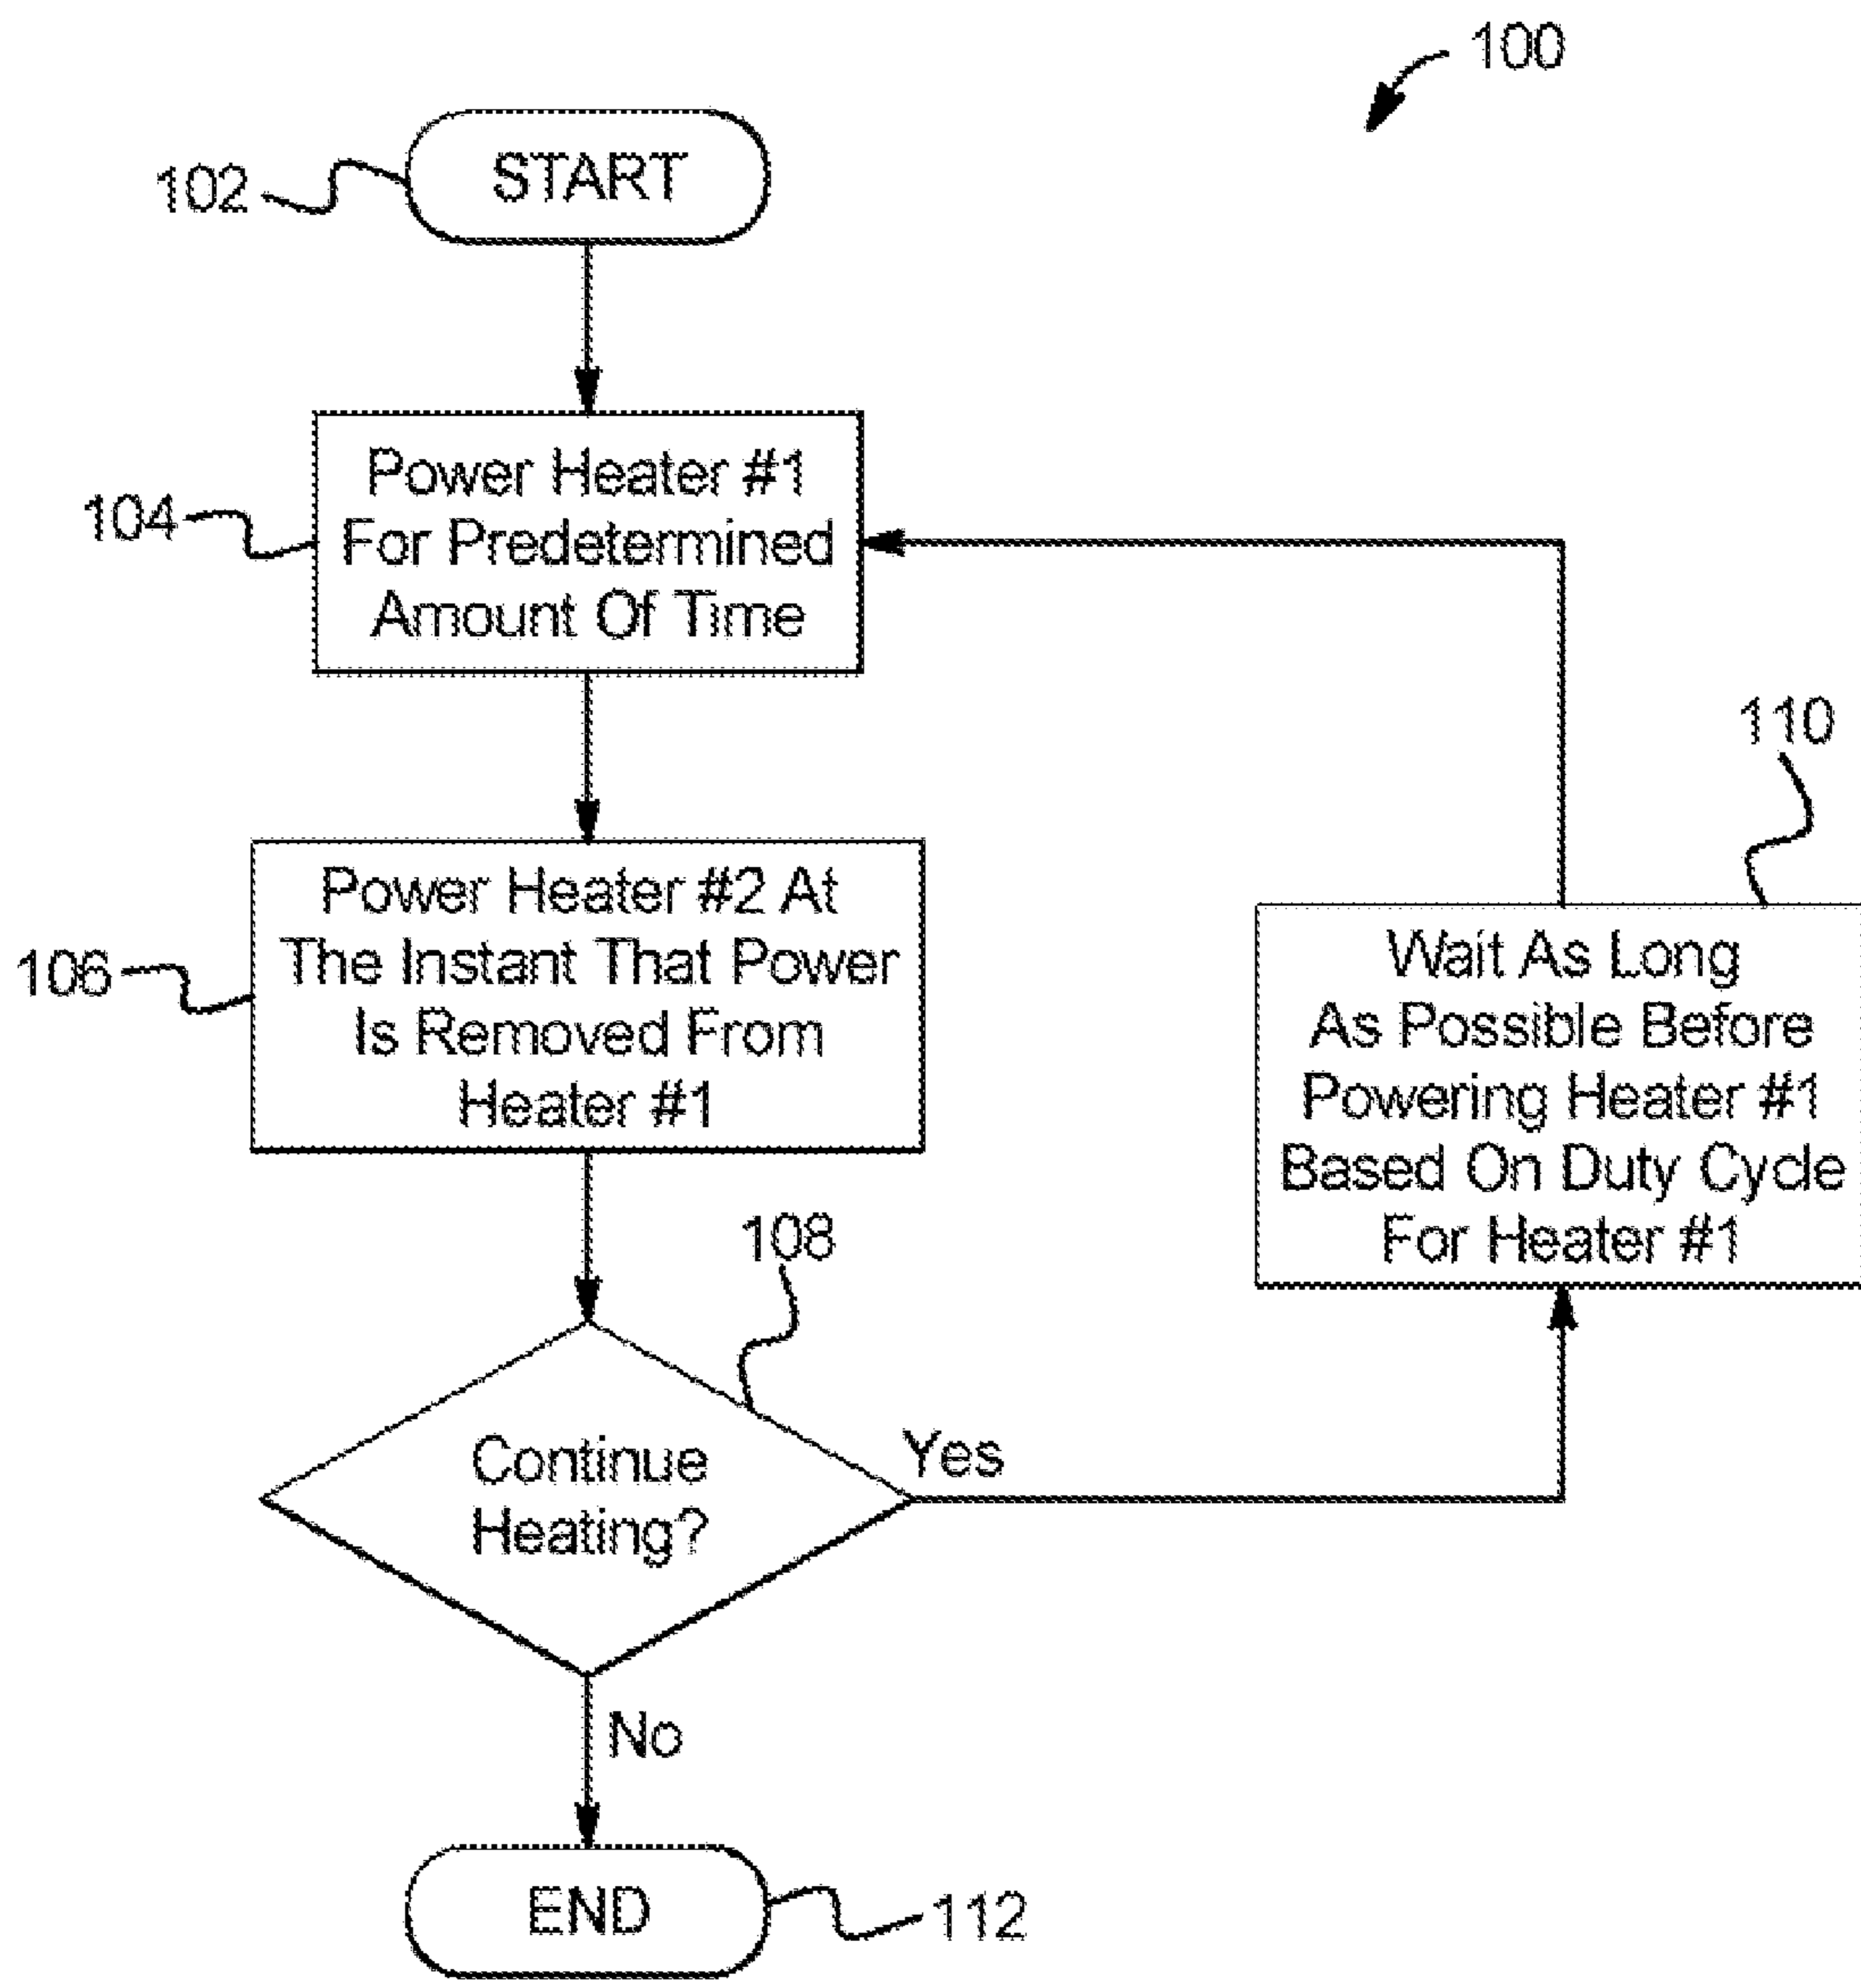 100
102
START
104
Power Heater #1
For Predetermined
Amount Of Time
110
106
Power Heater #2 At
The Instant That Power
Is Removed From
Heater #1
Wait As Long
As Possible Before
Powering Heater #1
Based On Duty Cycle
For Heater #1
108
Continue
Heating?
Yes
No
END
112